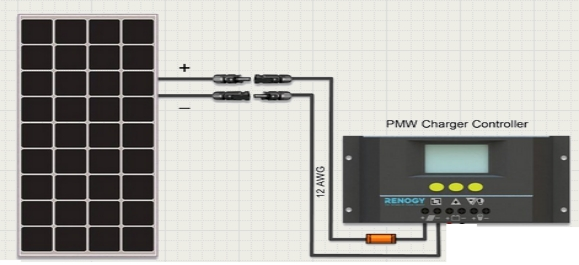 +
PMW Charger Controller
–
12 AWG
RENOGY